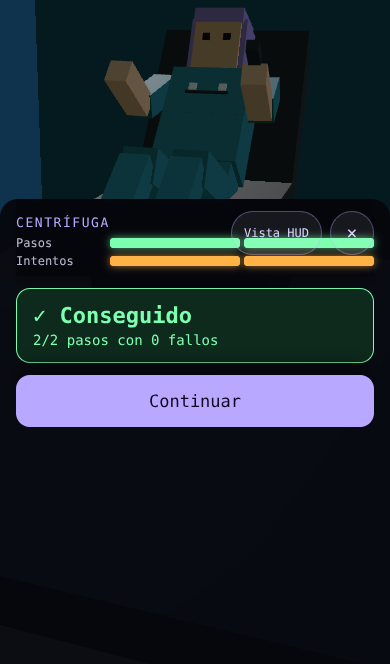 CENTRÍFUGA
Vista HUD ×
Pasos
Intentos
✓ Conseguido
2/2 pasos con 0 fallos
Continuar